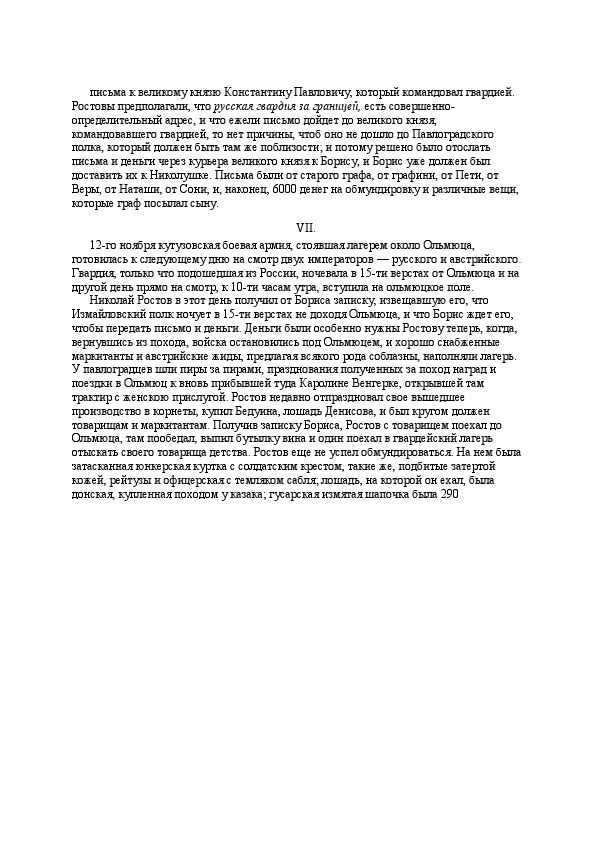 письма к великому князю Константину Павловичу, который командовал гвардией.
Ростовы предполагали, что русская гвардия за границей, есть совершенно-
определительный адрес, и что ежели письмо дойдет до великого князя,
командовавшего гвардией, то нет причины, чтоб оно не дошло до Павлоградского
полка, который должен быть там же поблизости; и потому решено было отослать
письма и деньги через курьера великого князя к Борису, и Борис уже должен был
доставить их к Николушке. Письма были от старого графа, от графини, от Пети, от
Веры, от Наташи, от Сони, и, наконец, 6000 денег на обмундировку и различные вещи,
которые граф посылал сыну.
VII.
12-го ноября кутузовская боевая армия, стоявшая лагерем около Ольмюца,
готовилась к следующему дню на смотр двух императоров — русского и австрийского.
Гвардия, только что подошедшая из России, ночевала в 15-ти верстах от Ольмюца и на
другой день прямо на смотр, к 10-ти часам утра, вступила на ольмюцкое поле.
Николай Ростов в этот день получил от Бориса записку, извещавшую его, что
Измайловский полк ночует в 15-ти верстах не доходя Ольмюца, и что Борис ждет его,
чтобы передать письмо и деньги. Деньги были особенно нужны Ростову теперь, когда,
вернувшись из похода, войска остановились под Ольмюцем, и хорошо снабженные
маркитанты и австрийские жиды, предлагая всякого рода соблазны, наполняли лагерь.
У павлоградцев шли пиры за пирами, празднования полученных за поход наград и
поездки в Ольмюц к вновь прибывшей туда Каролине Венгерке, открывшей там
трактир с женскою прислугой. Ростов недавно отпраздновал свое вышедшее
производство в корнеты, купил Бедуина, лошадь Денисова, и был кругом должен
товарищам и маркитантам. Получив записку Бориса, Ростов с товарищем поехал до
Ольмюца, там пообедал, выпил бутылку вина и один поехал в гвардейский лагерь
отыскать своего товарища детства. Ростов еще не успел обмундироваться. На нем была
затасканная юнкерская куртка с солдатским крестом, такие же, подбитые затертой
кожей, рейтузы и офицерская с темляком сабля; лошадь, на которой он ехал, была
донская, купленная походом у казака; гусарская измятая шапочка была 290